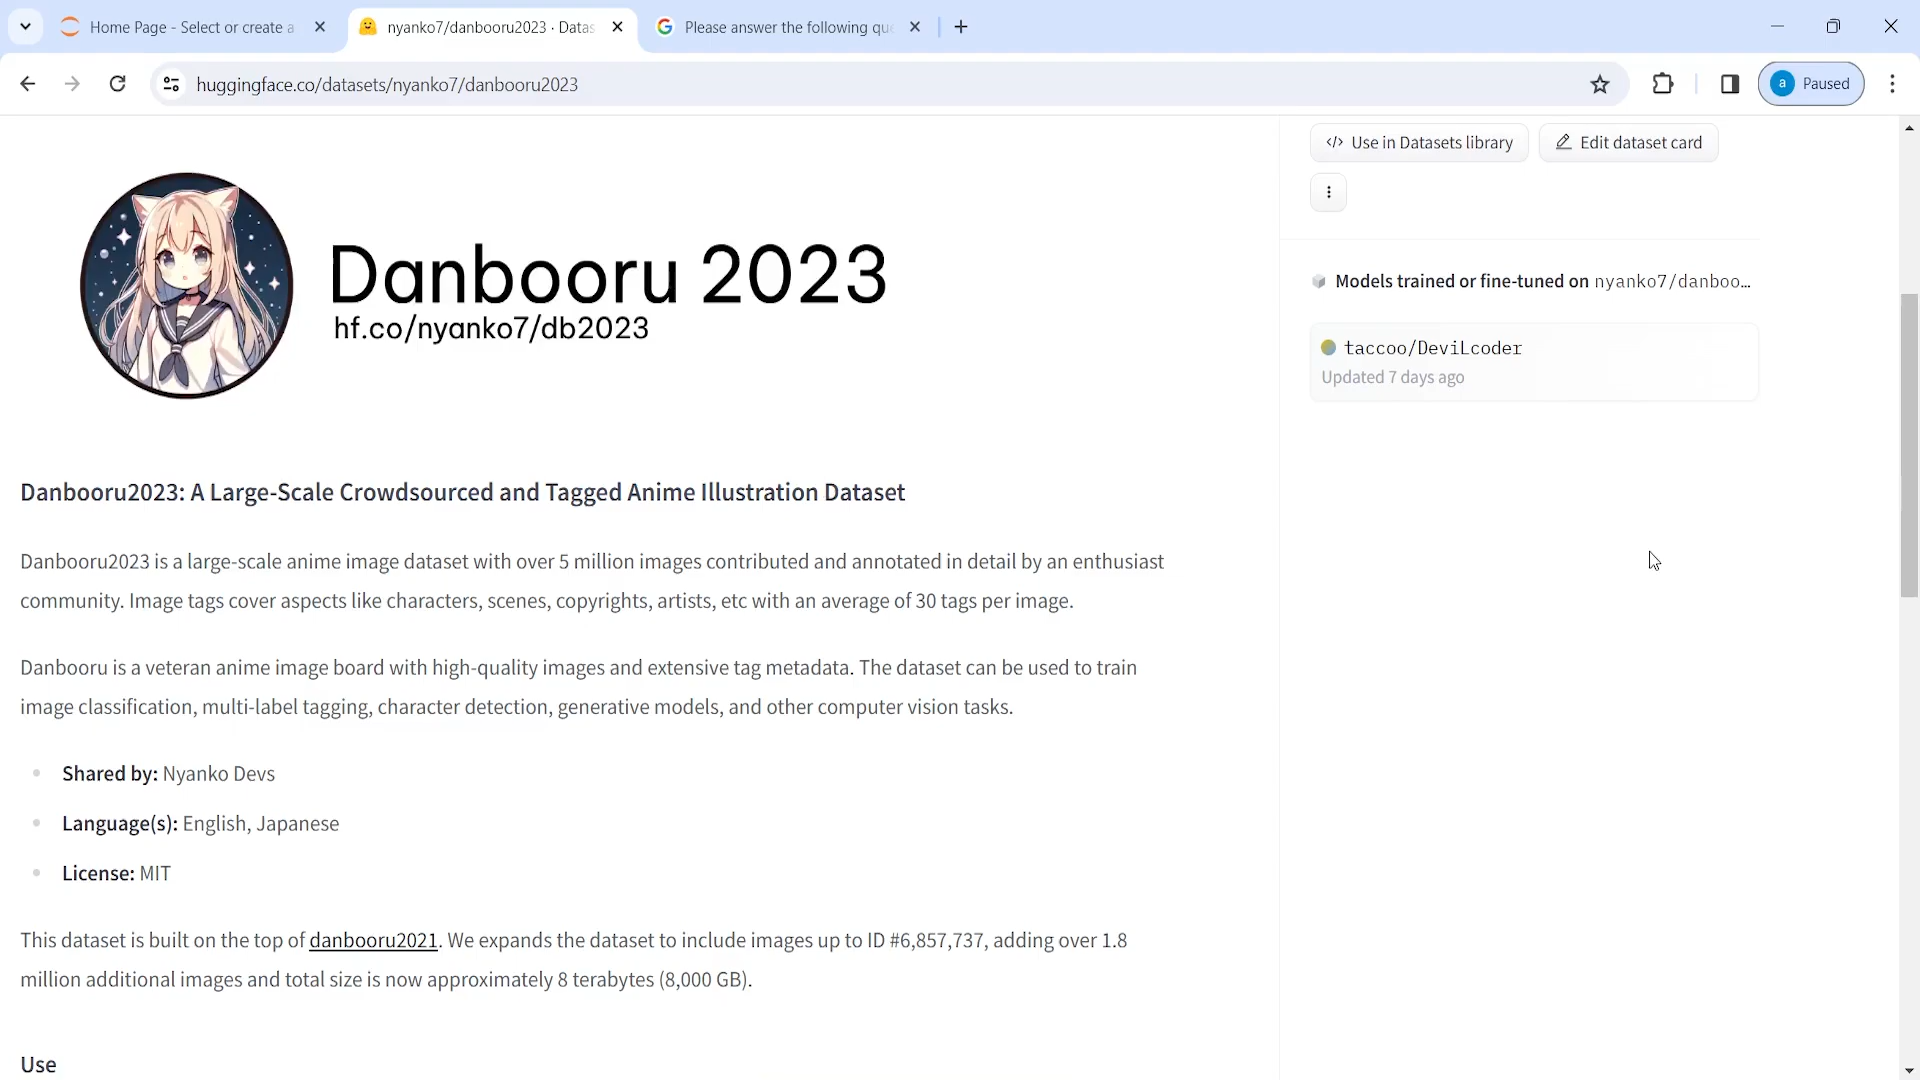 Home Page - Select or create a
nyanko7/danbooru2023 · Datas
Please answer the following que
huggingface.co/datasets/nyanko7/danbooru2023
a Paused
</> Use in Datasets library
Edit dataset card
Danbooru 2023
hf.co/nyanko7/db2023
Models trained or fine-tuned on nyanko7/danboo…
taccoo/DeviLcoder
Updated 7 days ago
Danbooru2023: A Large-Scale Crowdsourced and Tagged Anime Illustration Dataset
Danbooru2023 is a large-scale anime image dataset with over 5 million images contributed and annotated in detail by an enthusiast
community. Image tags cover aspects like characters, scenes, copyrights, artists, etc with an average of 30 tags per image.
Danbooru is a veteran anime image board with high-quality images and extensive tag metadata. The dataset can be used to train
image classification, multi-label tagging, character detection, generative models, and other computer vision tasks.
Shared by: Nyanko Devs
Language(s): English, Japanese
License: MIT
This dataset is built on the top of danbooru2021. We expands the dataset to include images up to ID #6,857,737, adding over 1.8
million additional images and total size is now approximately 8 terabytes (8,000 GB).
Use